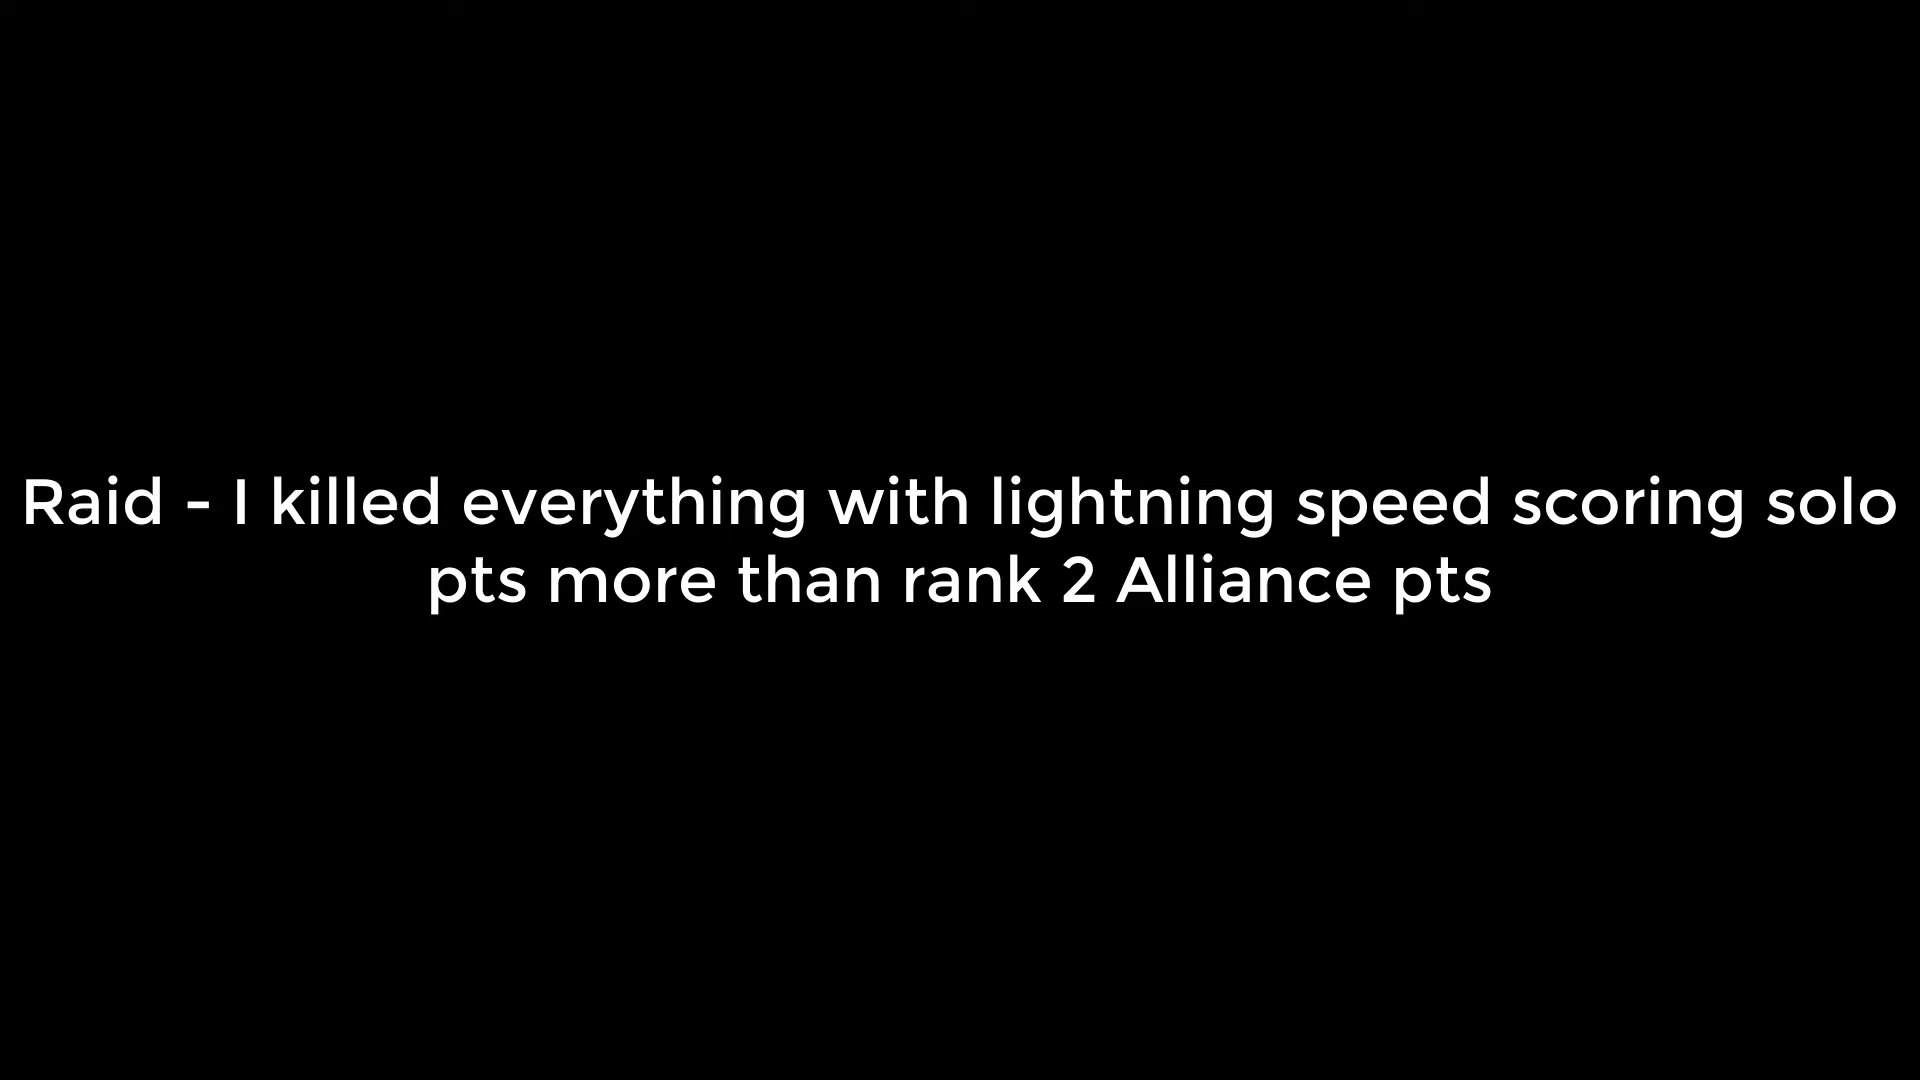 Raid - I killed everything with lightning speed scoring solo
pts more than rank 2 Alliance pts